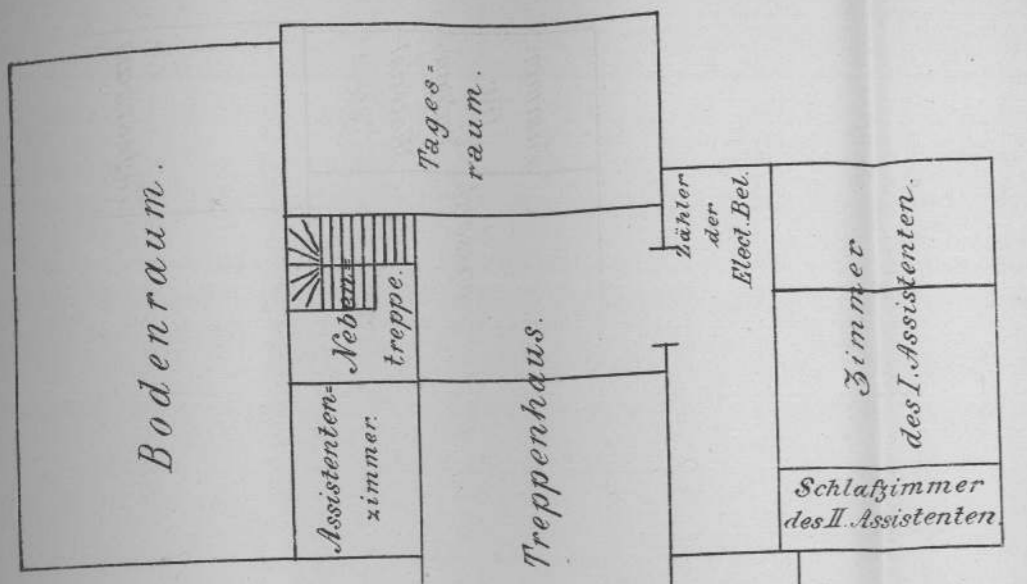 Bodenraum.
Tages=
raum.
Neben=
treppe.
Assistenten=
zimmer.
Treppenhaus.
Zähler
der
Elect. Bel.
Zimmer
des I. Assistenten.
Schlafzimmer
des II. Assistenten.